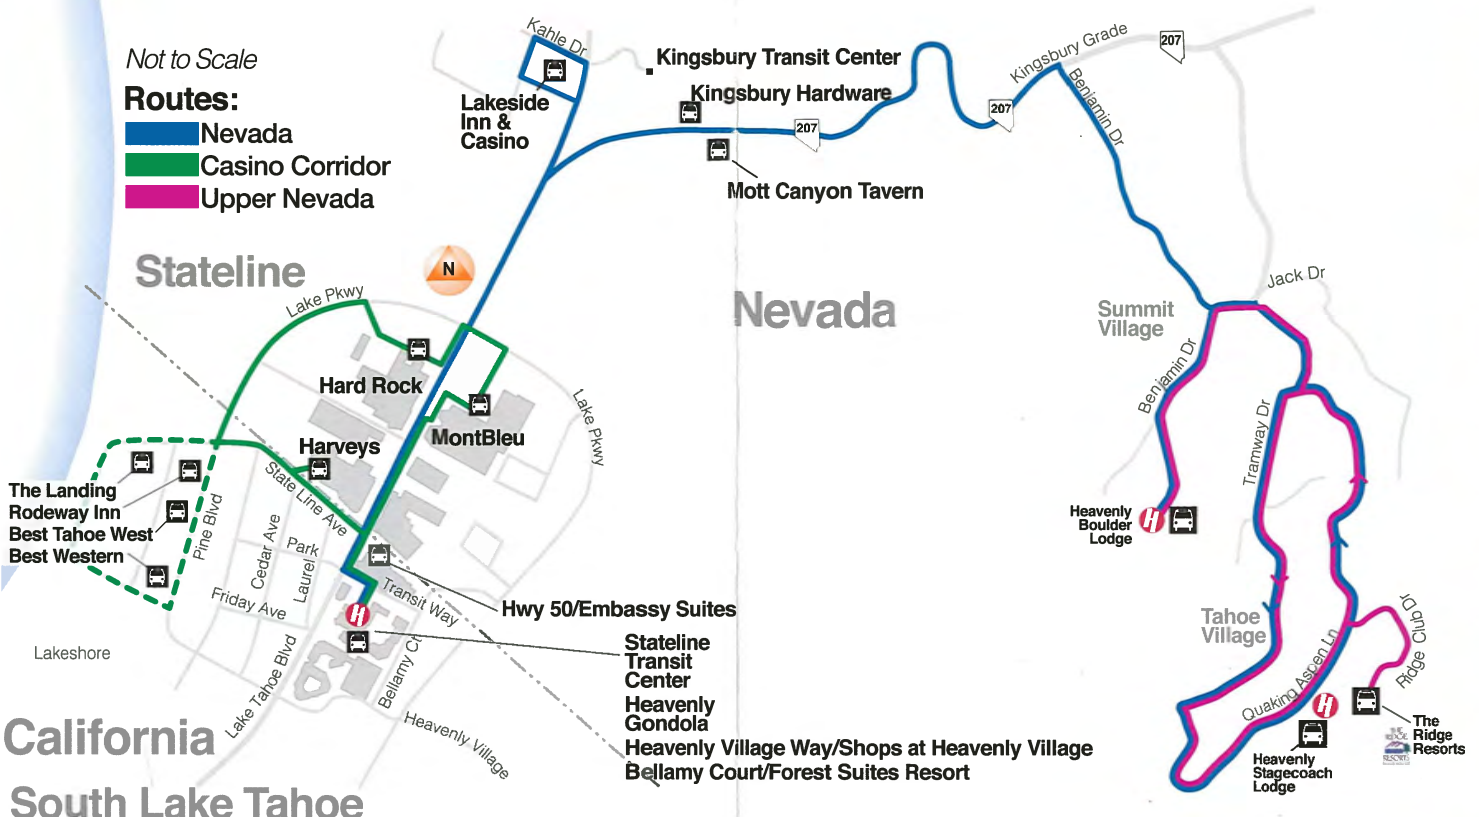 Not to Scale
Routes:
Nevada
Casino Corridor
Upper Nevada
Kahle Dr
Lakeside
Inn &
Casino
Kingsbury Transit Center
Kingsbury Hardware
207
Mott Canyon Tavern
207
Kingsbury Grade
207
Benjamin Dr
Stateline
N
Nevada
Lake Pkwy
Hard Rock
MontBleu
Lake Pkwy
Harveys
State Line Ave
The Landing
Rodeway Inn
Best Tahoe West
Best Western
Pine Blvd
Cedar Ave
Park
Laurel
Friday Ave
Transit Way
H
Hwy 50/Embassy Suites
Stateline
Transit
Center
Heavenly
Gondola
Heavenly Village Way/Shops at Heavenly Village
Bellamy Court/Forest Suites Resort
Lakeshore
Lake Tahoe Blvd
Bellamy Ct
Heavenly Village
California
South Lake Tahoe
Jack Dr
Summit
Village
Benjamin Dr
Tramway Dr
Heavenly
Boulder
Lodge
H
Tahoe
Village
Quaking Aspen Ln
Ridge Club Dr
H
Heavenly
Stagecoach
Lodge
The
Ridge
Resorts
THE RIDGE
RESORTS